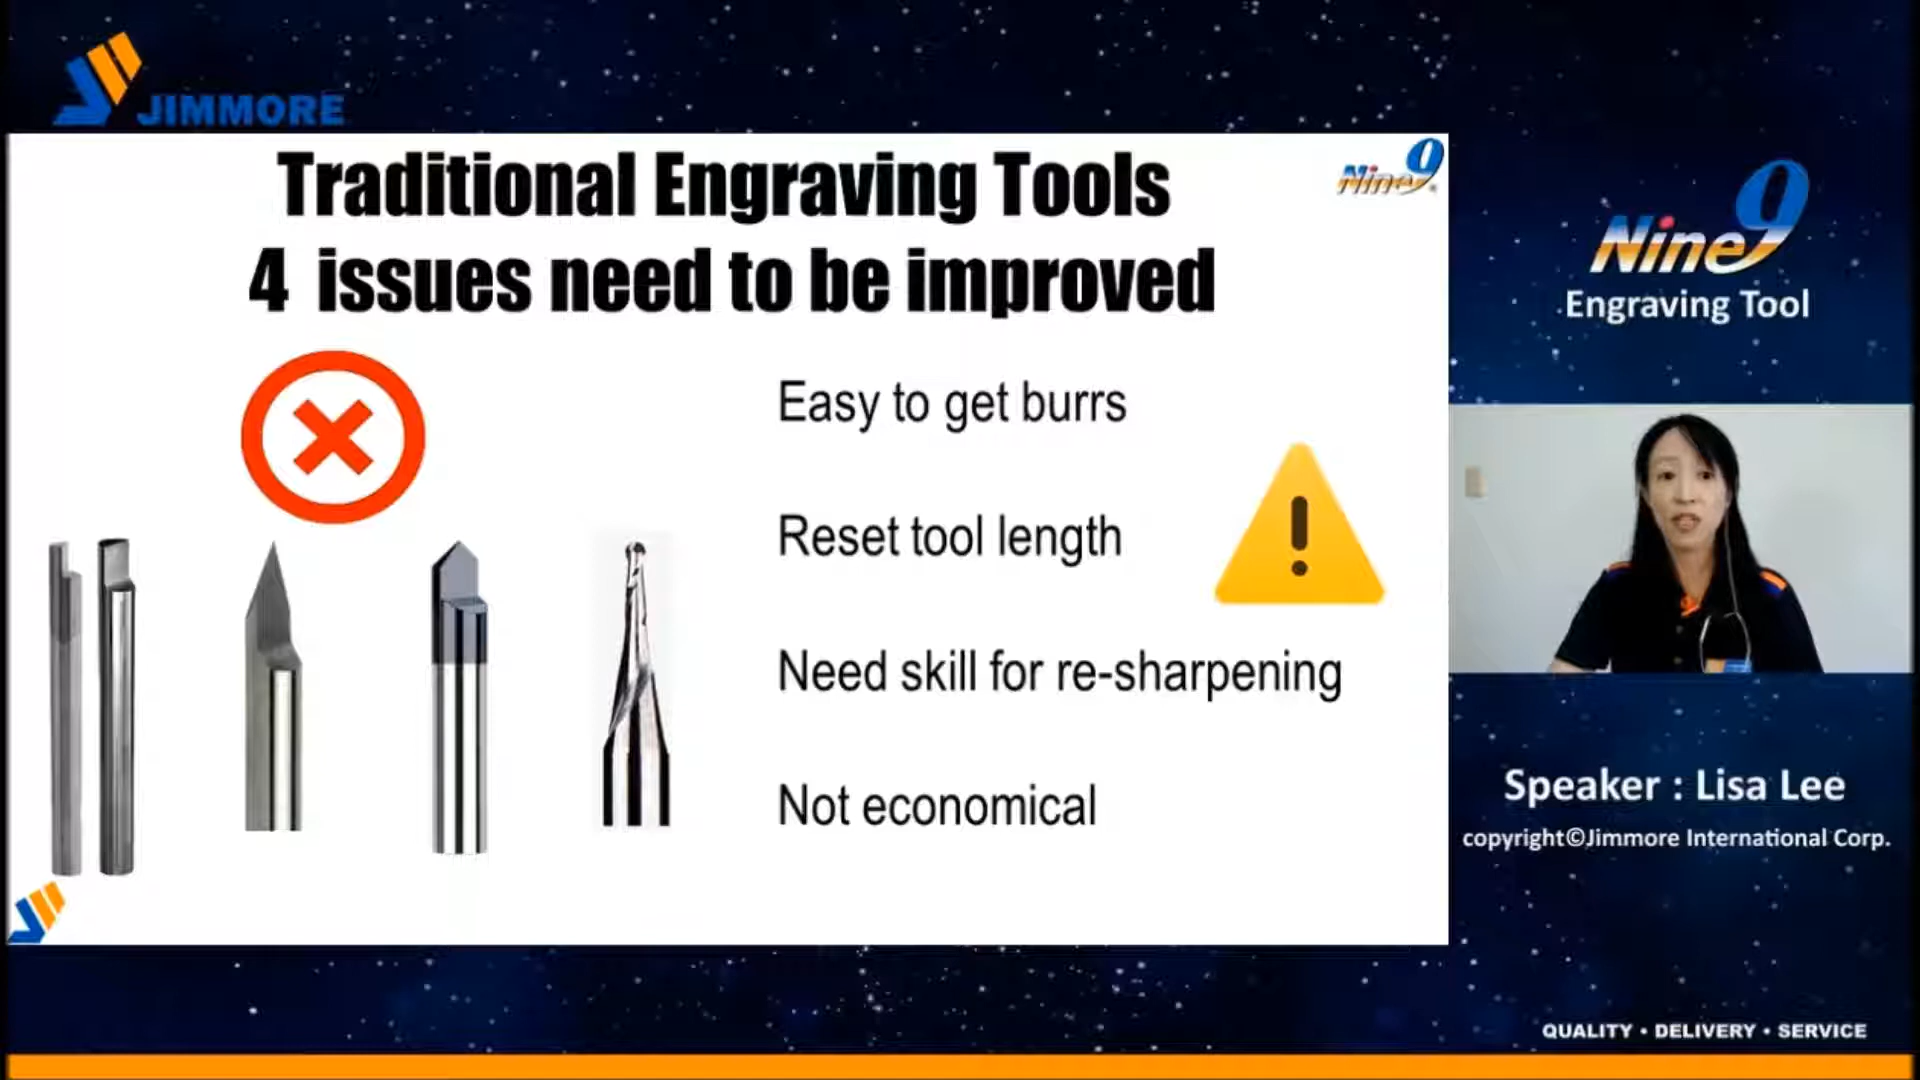 JIMMORE
Traditional Engraving Tools
4 issues need to be improved
Nine9
Easy to get burrs
Reset tool length
Need skill for re-sharpening
Not economical
Nine9
Engraving Tool
Speaker : Lisa Lee
copyright©Jimmore International Corp.
QUALITY • DELIVERY • SERVICE